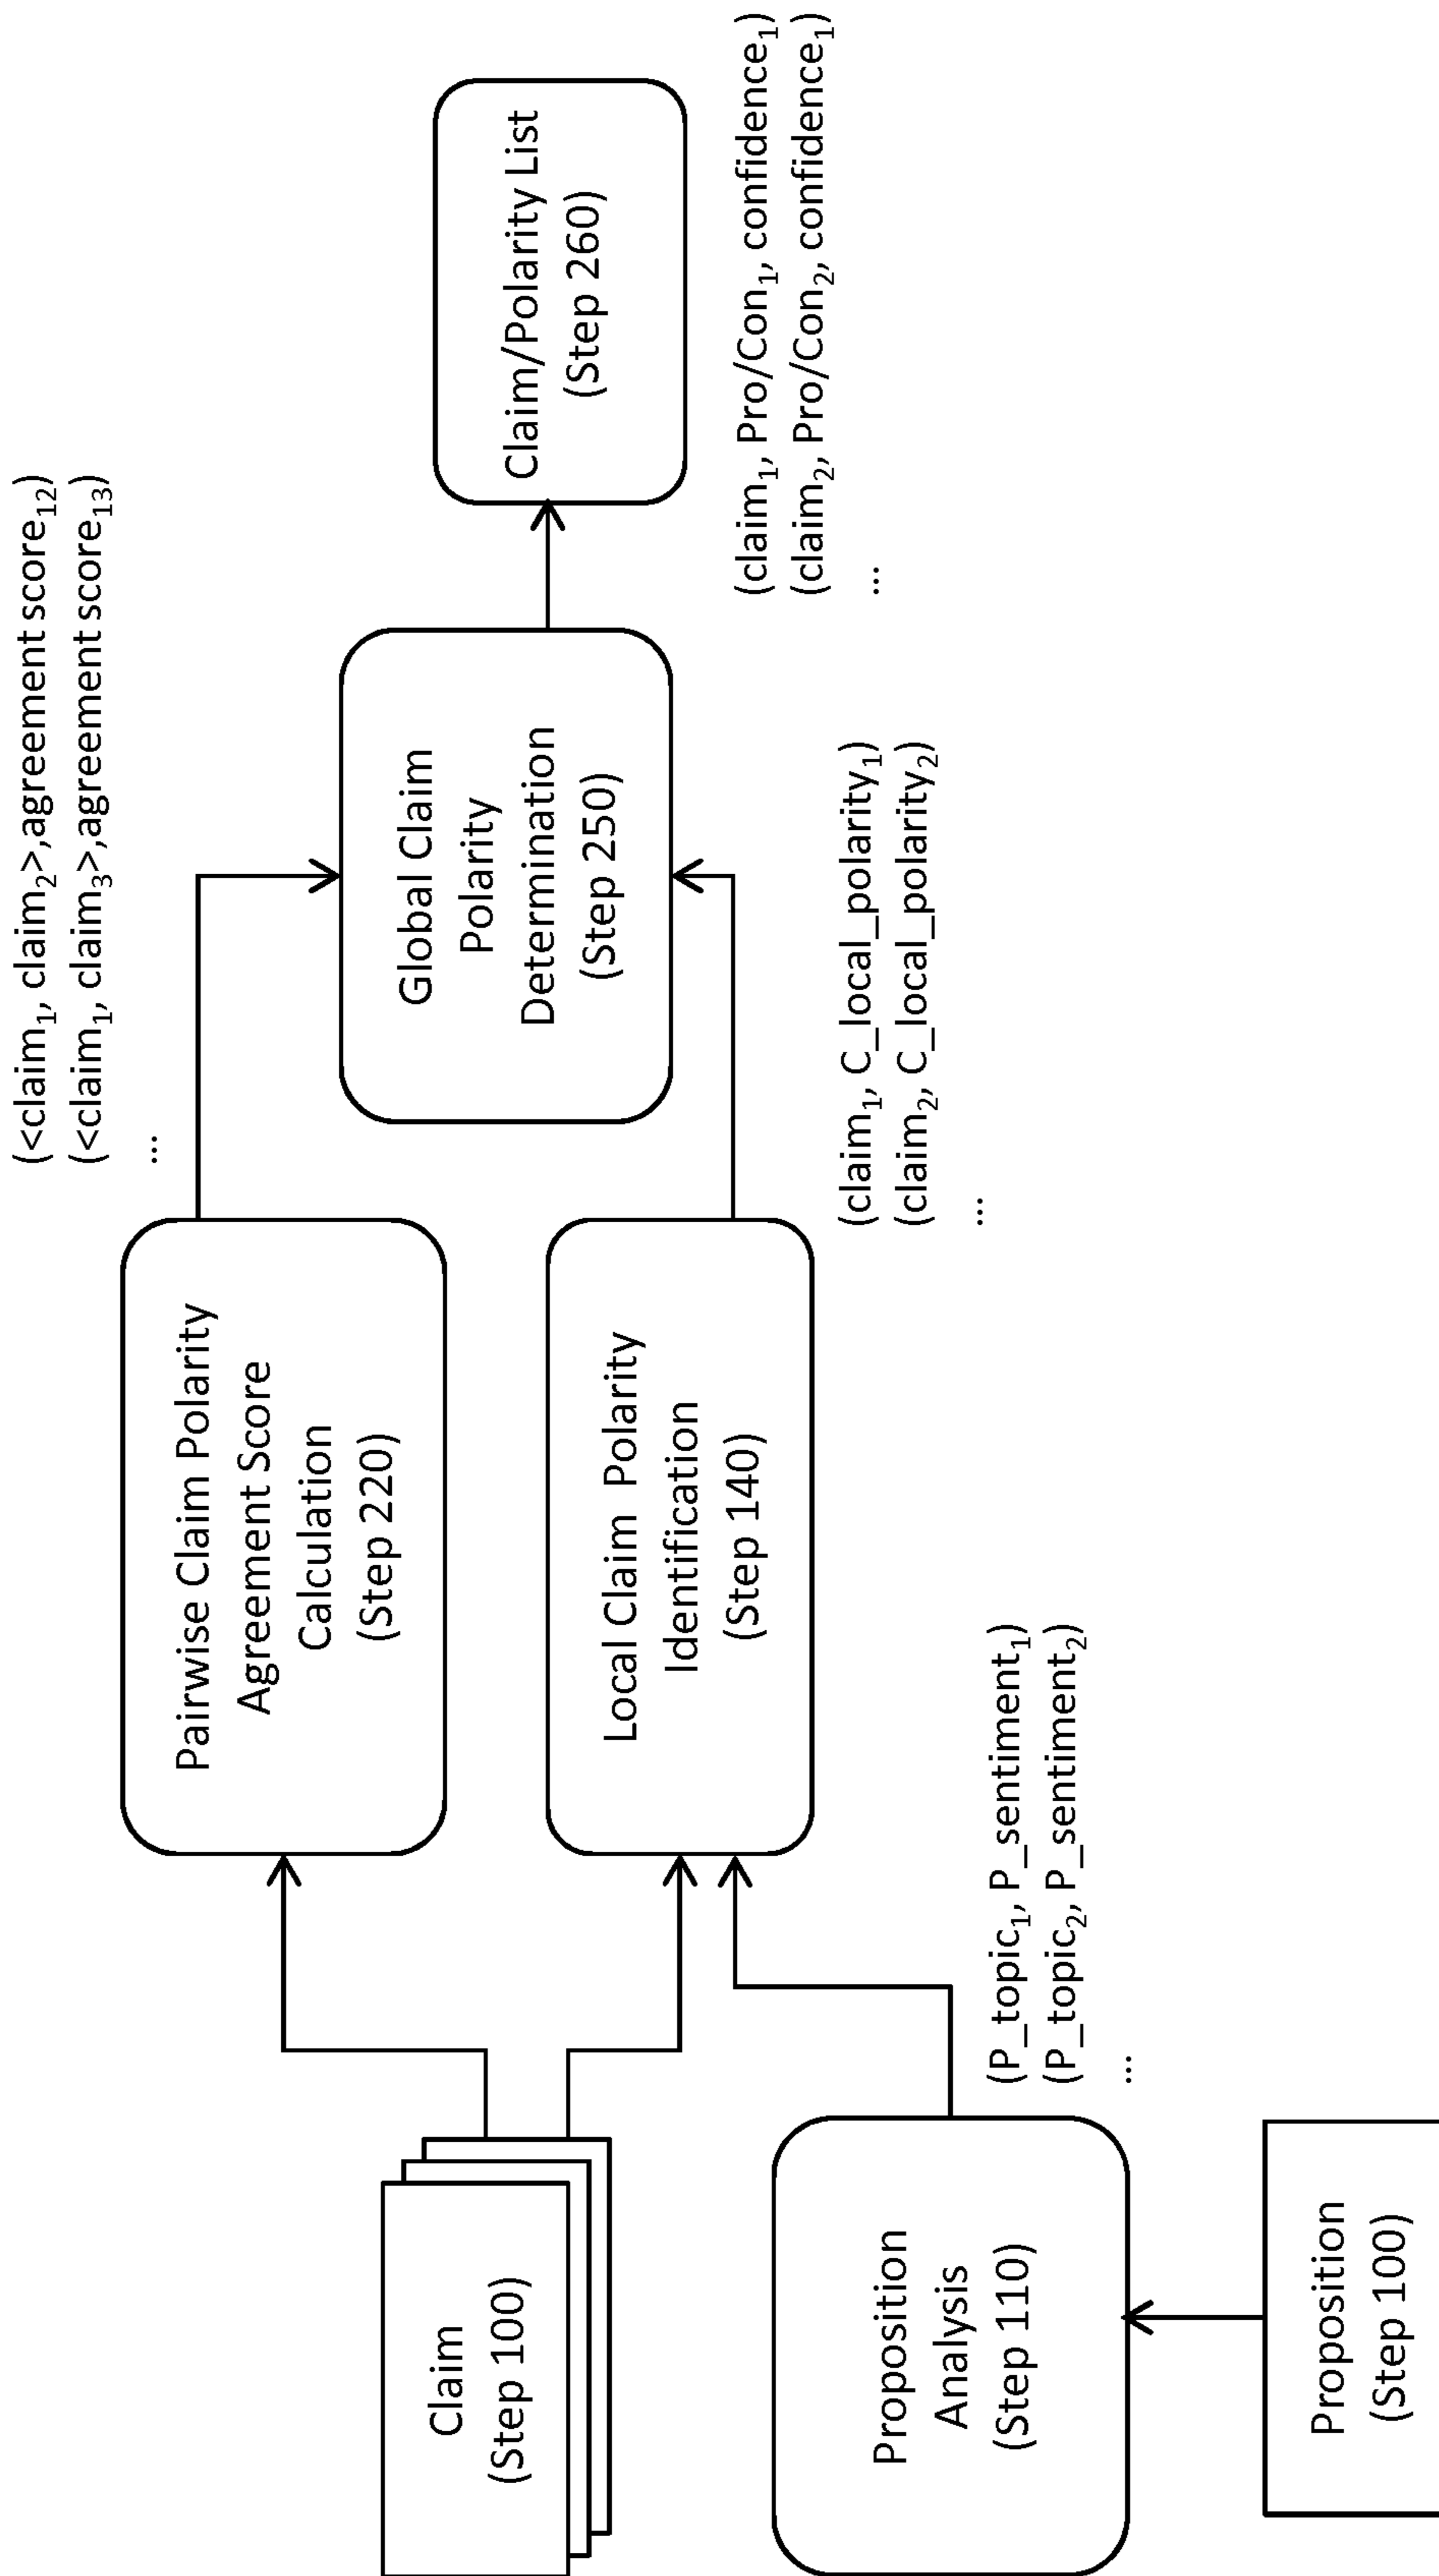 (<claim₁, claim₂>,agreement score₁₂)
(<claim₁, claim₃>,agreement score₁₃)
...
Pairwise Claim Polarity
Agreement Score
Calculation
(Step 220)
Claim
(Step 100)
Global Claim
Polarity
Determination
(Step 250)
Claim/Polarity List
(Step 260)
(claim₁, Pro/Con₁, confidence₁)
(claim₂, Pro/Con₂, confidence₁)
...
Local Claim Polarity
Identification
(Step 140)
(claim₁, C_local_polarity₁)
(claim₂, C_local_polarity₂)
...
Proposition
Analysis
(Step 110)
(P_topic₁, P_sentiment₁)
(P_topic₂, P_sentiment₂)
...
Proposition
(Step 100)